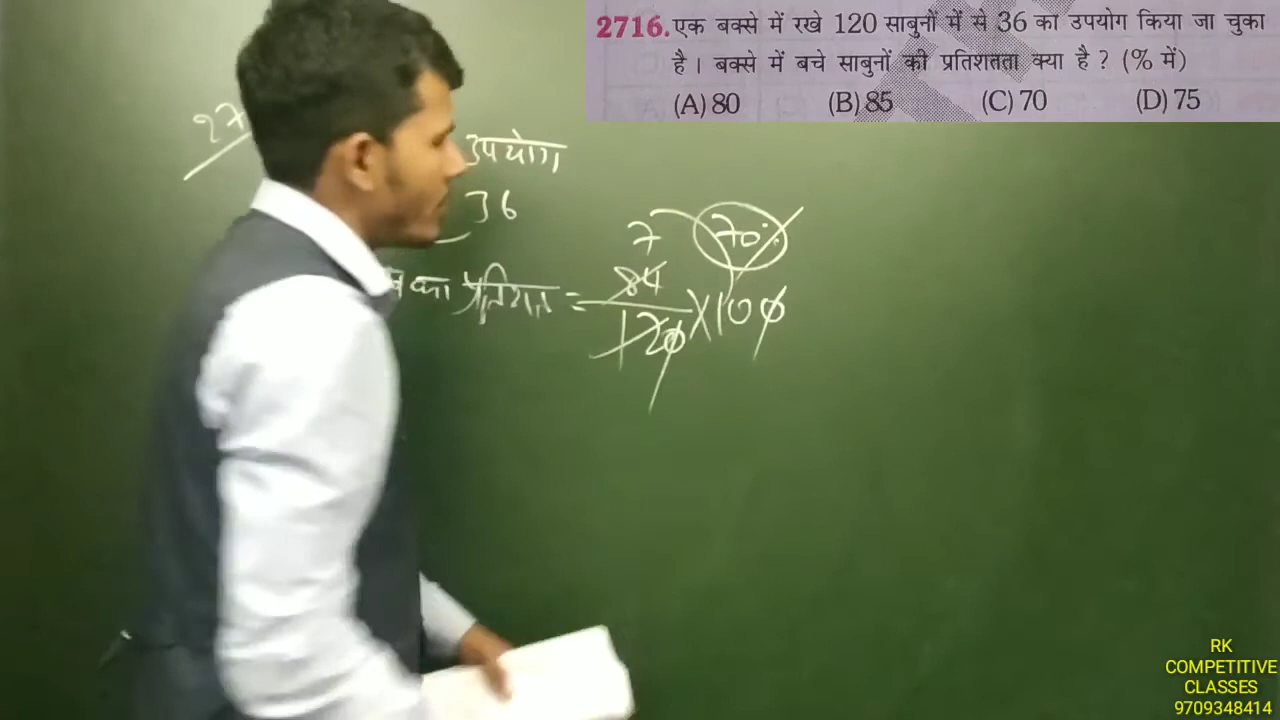 2716. एक बक्से में रखे 120 साबुनों में से 36 का उपयोग किया जा चुका
है। बक्से में बचे साबुनों की प्रतिशतता क्या है ? (% में)
(A) 80 (B) 85 (C) 70 (D) 75
27
उपयोग
36
7 70%
84
का प्रतिशत = 120 × 100
RK
COMPETITIVE
CLASSES
9709348414